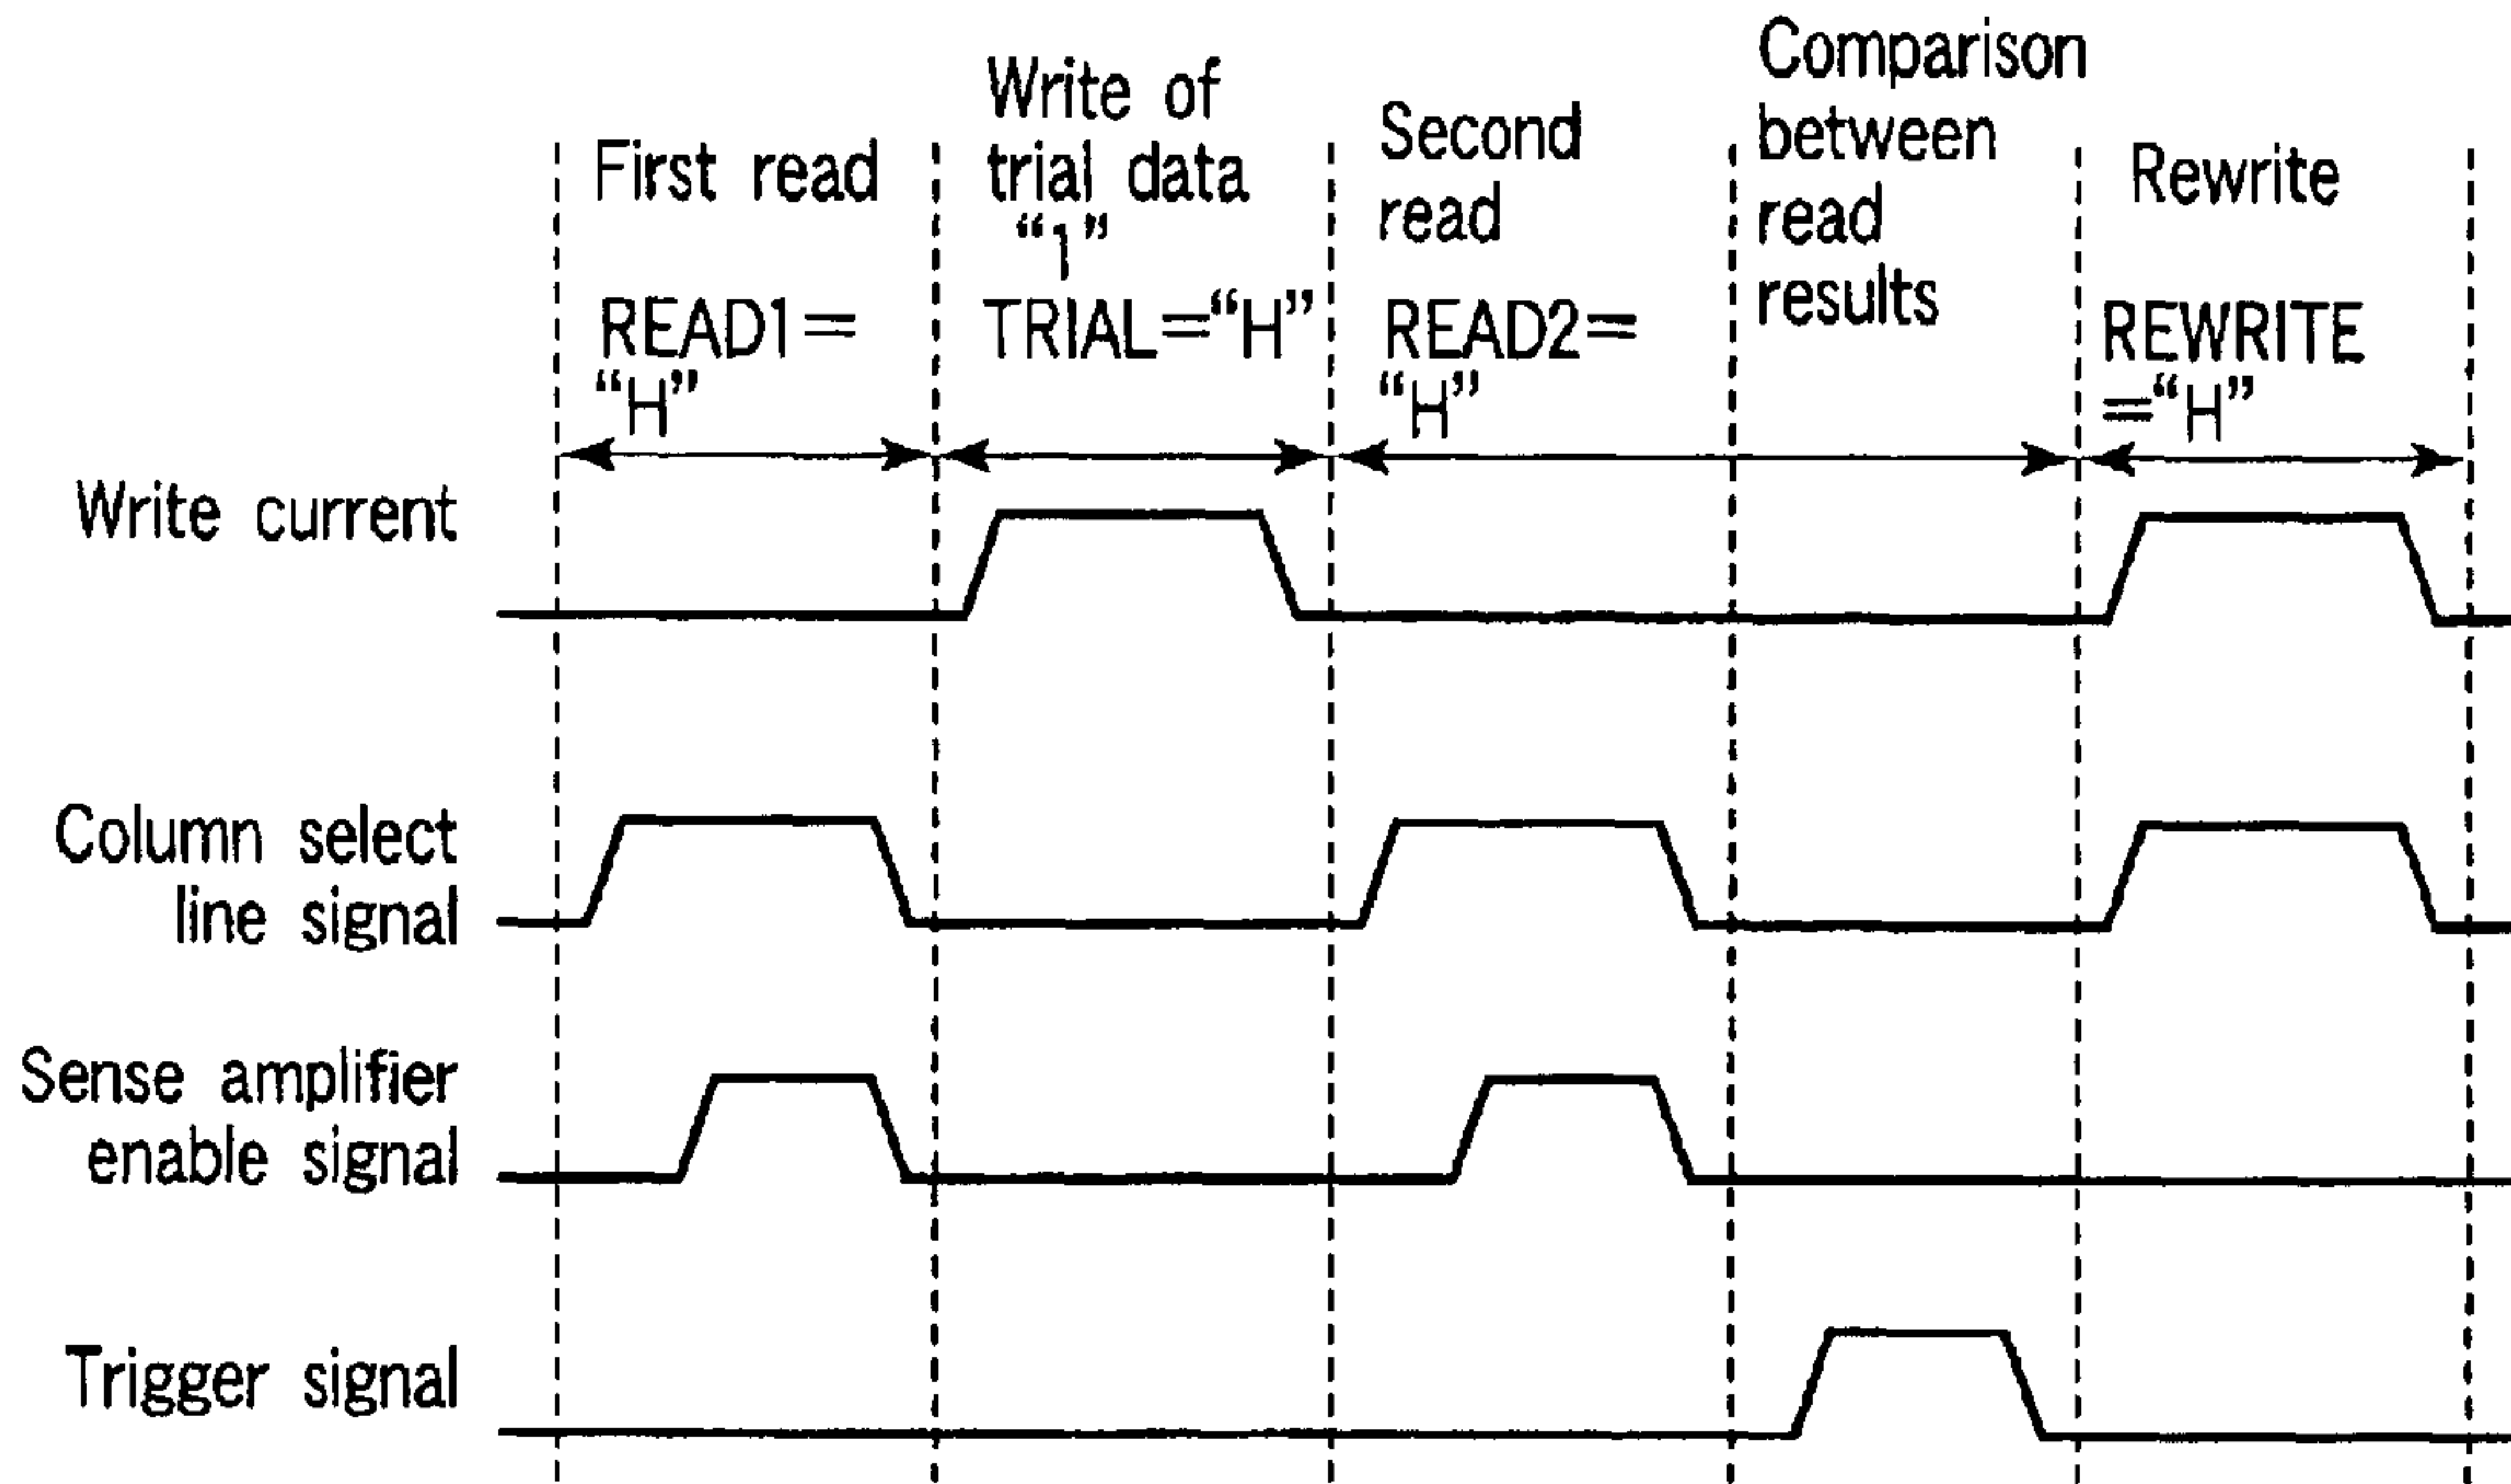 First read
READ1=
“H”
Write of
trial data
“1”
TRIAL=“H”
Second
read
READ2=
“H”
Comparison
between
read
results
Rewrite
REWRITE
=“H”
Write current
Column select
line signal
Sense amplifier
enable signal
Trigger signal